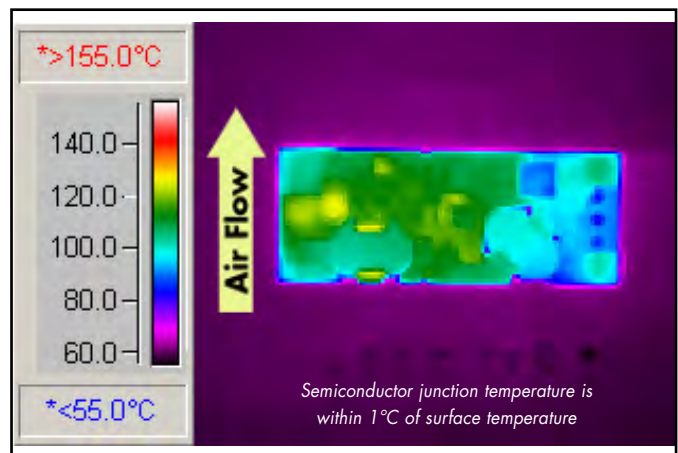 *>155.0°C
140.0
120.0
100.0
80.0
60.0
*<55.0°C
Air Flow
Semiconductor junction temperature is
within 1°C of surface temperature